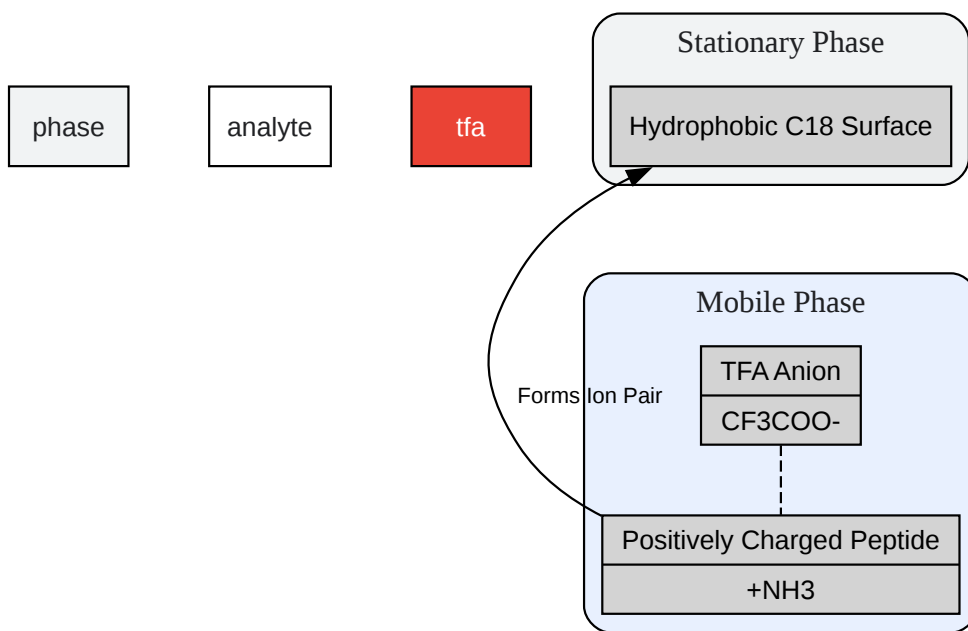 Stationary Phase
phase
analyte
tfa
Hydrophobic C18 Surface
Mobile Phase
TFA Anion
Forms Ion Pair
CF3COO-
Positively Charged Peptide
+NH3